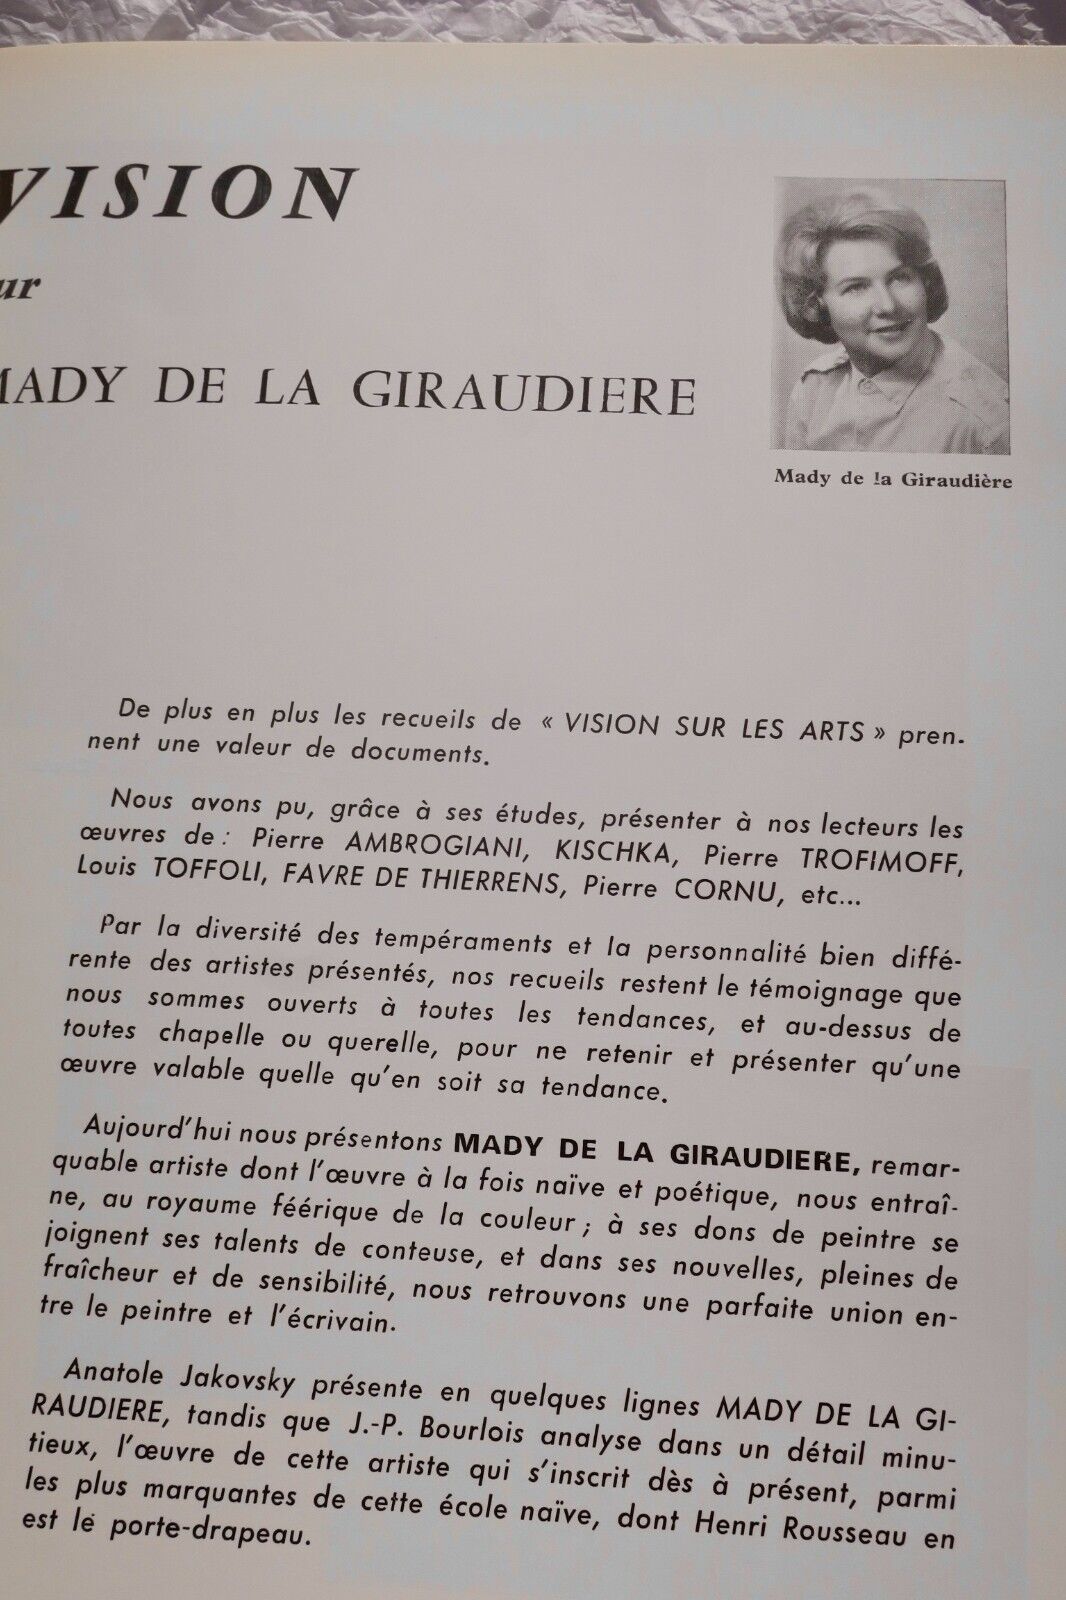 VISION
ur
MADY DE LA GIRAUDIERE
Mady de la Giraudière
De plus en plus les recueils de « VISION SUR LES ARTS » pren-
nent une valeur de documents.
Nous avons pu, grâce à ses études, présenter à nos lecteurs les
œuvres de : Pierre AMBROGIANI, KISCHKA, Pierre TROFIMOFF,
Louis TOFFOLI, FAVRE DE THIERRENS, Pierre CORNU, etc...
Par la diversité des tempéraments et la personnalité bien diffé-
rente des artistes présentés, nos recueils restent le témoignage que
nous sommes ouverts à toutes les tendances, et au-dessus de
toutes chapelle ou querelle, pour ne retenir et présenter qu'une
œuvre valable quelle qu'en soit sa tendance.
Aujourd'hui nous présentons MADY DE LA GIRAUDIERE, remar-
quable artiste dont l'œuvre à la fois naïve et poétique, nous entraî-
ne, au royaume féérique de la couleur ; à ses dons de peintre se
joignent ses talents de conteuse, et dans ses nouvelles, pleines de
fraîcheur et de sensibilité, nous retrouvons une parfaite union en-
tre le peintre et l'écrivain.
Anatole Jakovsky présente en quelques lignes MADY DE LA GI-
RAUDIERE, tandis que J.-P. Bourlois analyse dans un détail minu-
tieux, l'œuvre de cette artiste qui s'inscrit dès à présent, parmi
les plus marquantes de cette école naïve, dont Henri Rousseau en
est le porte-drapeau.